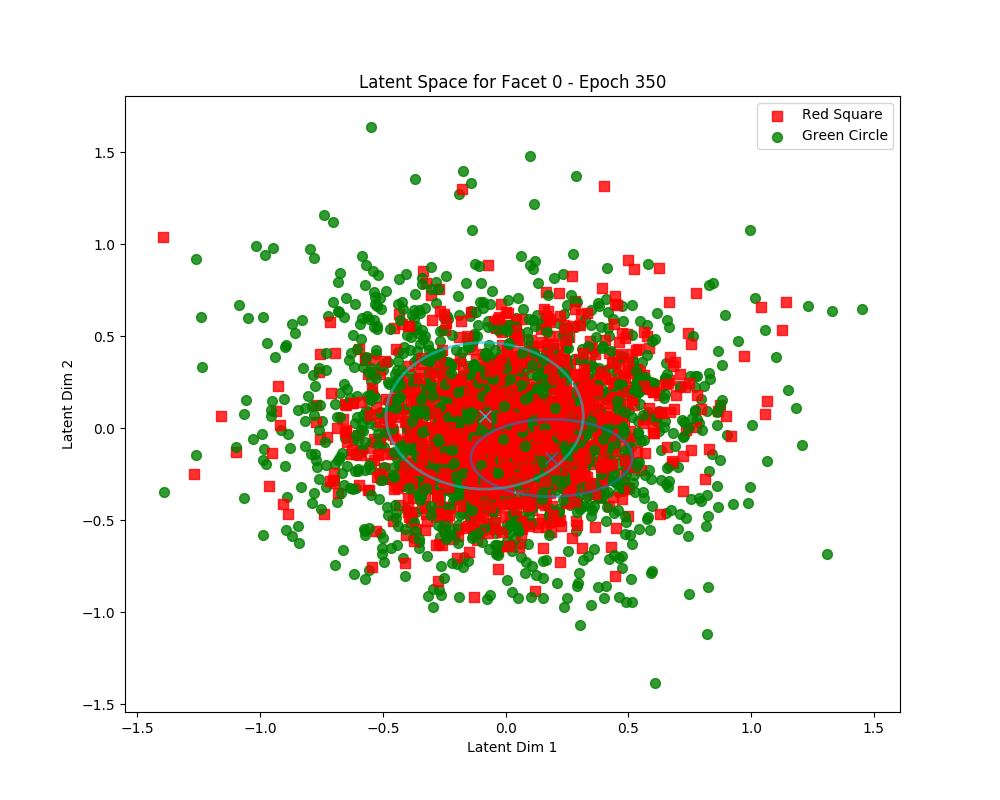 Latent Space for Facet 0 - Epoch 350
Red Square
Green Circle
Latent Dim 2
1.5
1.0
0.5
0.0
−0.5
−1.0
−1.5
−1.5 −1.0 −0.5 0.0 0.5 1.0 1.5
Latent Dim 1